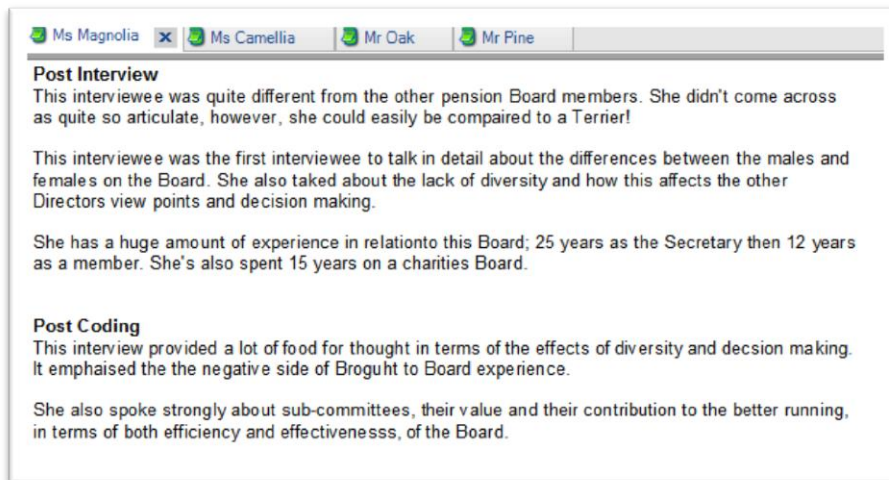 Ms Magnolia Ms Camellia Mr Oak Mr Pine
Post Interview
This interviewee was quite different from the other pension Board members. She didn't come across
as quite so articulate, however, she could easily be compaired to a Terrier!
This interviewee was the first interviewee to talk in detail about the differences between the males and
females on the Board. She also taked about the lack of diversity and how this affects the other
Directors view points and decision making.
She has a huge amount of experience in relationto this Board; 25 years as the Secretary then 12 years
as a member. She's also spent 15 years on a charities Board.
Post Coding
This interview provided a lot of food for thought in terms of the effects of diversity and decsion making.
It emphaised the the negative side of Broguht to Board experience.
She also spoke strongly about sub-committees, their value and their contribution to the better running,
in terms of both efficiency and effectivenesss, of the Board.